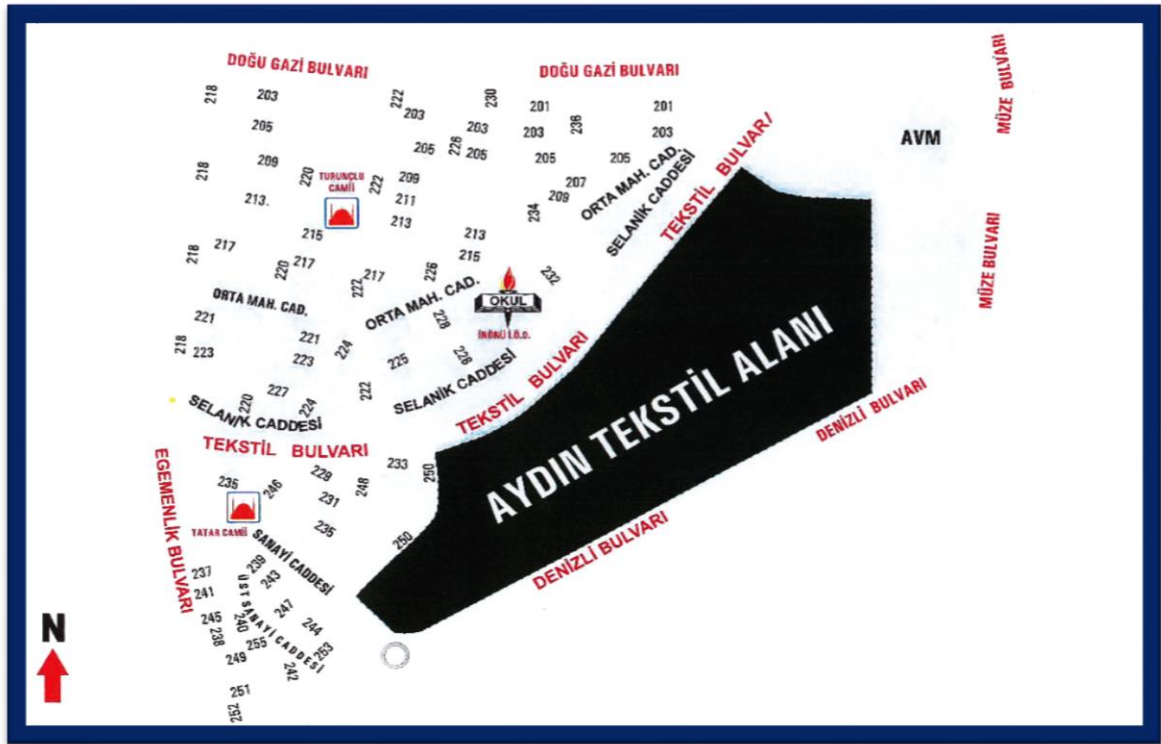 DOĞU GAZİ BULVARI
DOĞU GAZİ BULVARI
MÜZE BULVARI
218
203
222
203
230
201
236
201
AVM
205
226
203
205
205
203
203
205
205
218
209
220
TURUNÇLU
CAMİİ
222
209
207
209
ORTA MAH. CAD.
SELANİK CADDESİ
TEKSTİL BULVARI
213.
211
213
234
215
213
215
MÜZE BULVARI
218
217
220
217
222
217
226
232
ORTA MAH. CAD.
ORTA MAH. CAD.
OKUL
İNÖNÜ İ.Ö.O.
228
221
221
218
223
223
224
225
228
SELANİK CADDESİ
TEKSTİL BULVARI
AYDIN TEKSTİL ALANI
DENİZLİ BULVARI
220
227
224
222
SELANİK CADDESİ
TEKSTİL BULVARI
EGEMENLİK BULVARI
235
246
229
231
248
233
250
TATAR CAMİİ
235
250
SANAYİ CADDESİ
DENİZLİ BULVARI
237
239
243
241
ÜST SANAYİ CADDESİ
245
240
247
244
238
255
253
249
242
251
252
N